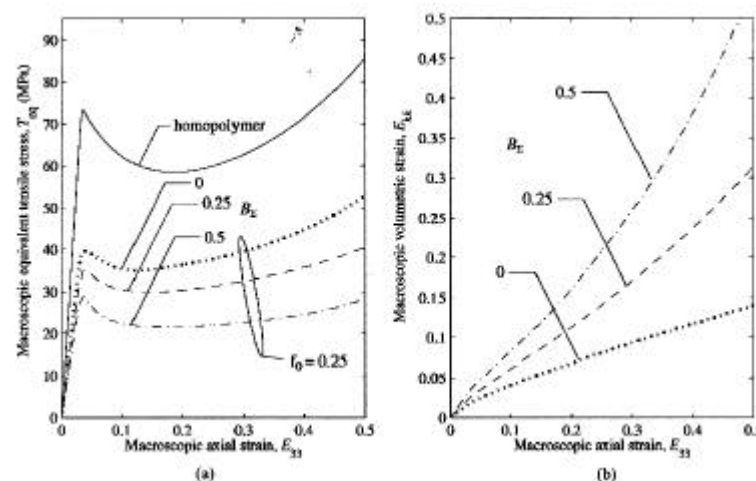 Macroscopic equivalent tensile stress, T_eq (MPa)
90
80
70
60
50
40
30
20
10
0
homopolymer
0
0.25
B_Σ
0.5
f_0 = 0.25
0 0.1 0.2 0.3 0.4 0.5
Macroscopic axial strain, E_33
(a)
Macroscopic volumetric strain, E_kk
0.5
0.45
0.4
0.35
0.3
0.25
0.2
0.15
0.1
0.05
0
0.5
B_Σ
0.25
0
0 0.1 0.2 0.3 0.4 0.5
Macroscopic axial strain, E_33
(b)